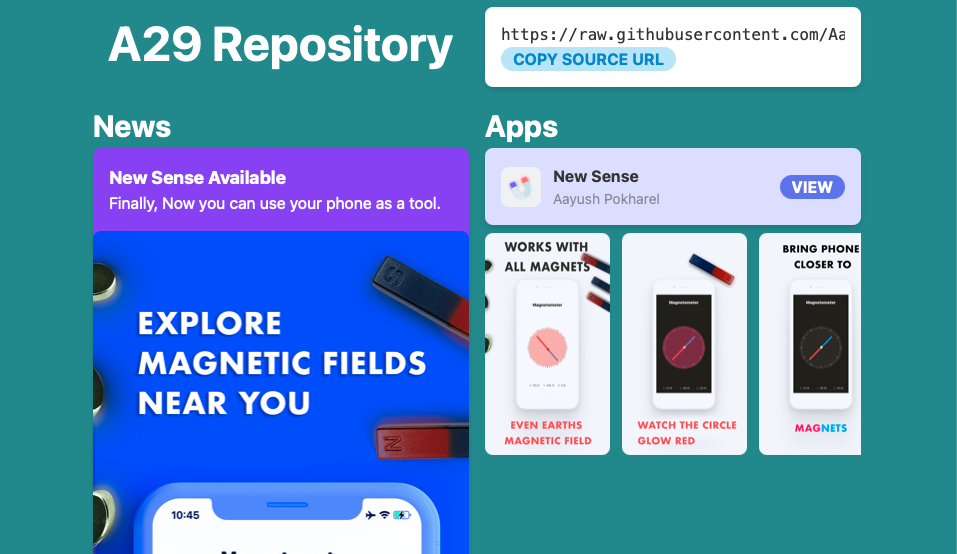 A29 Repository
https://raw.githubusercontent.com/Aa
COPY SOURCE URL
News
New Sense Available
Finally, Now you can use your phone as a tool.
S
EXPLORE
MAGNETIC FIELDS
NEAR YOU
N
10:45
Apps
New Sense
Aayush Pokharel
VIEW
WORKS WITH
ALL MAGNETS
Magnetometer
EVEN EARTHS
MAGNETIC FIELD
Magnetometer
WATCH THE CIRCLE
GLOW RED
BRING PHONE
CLOSER TO
Magnetometer
MAGNETS